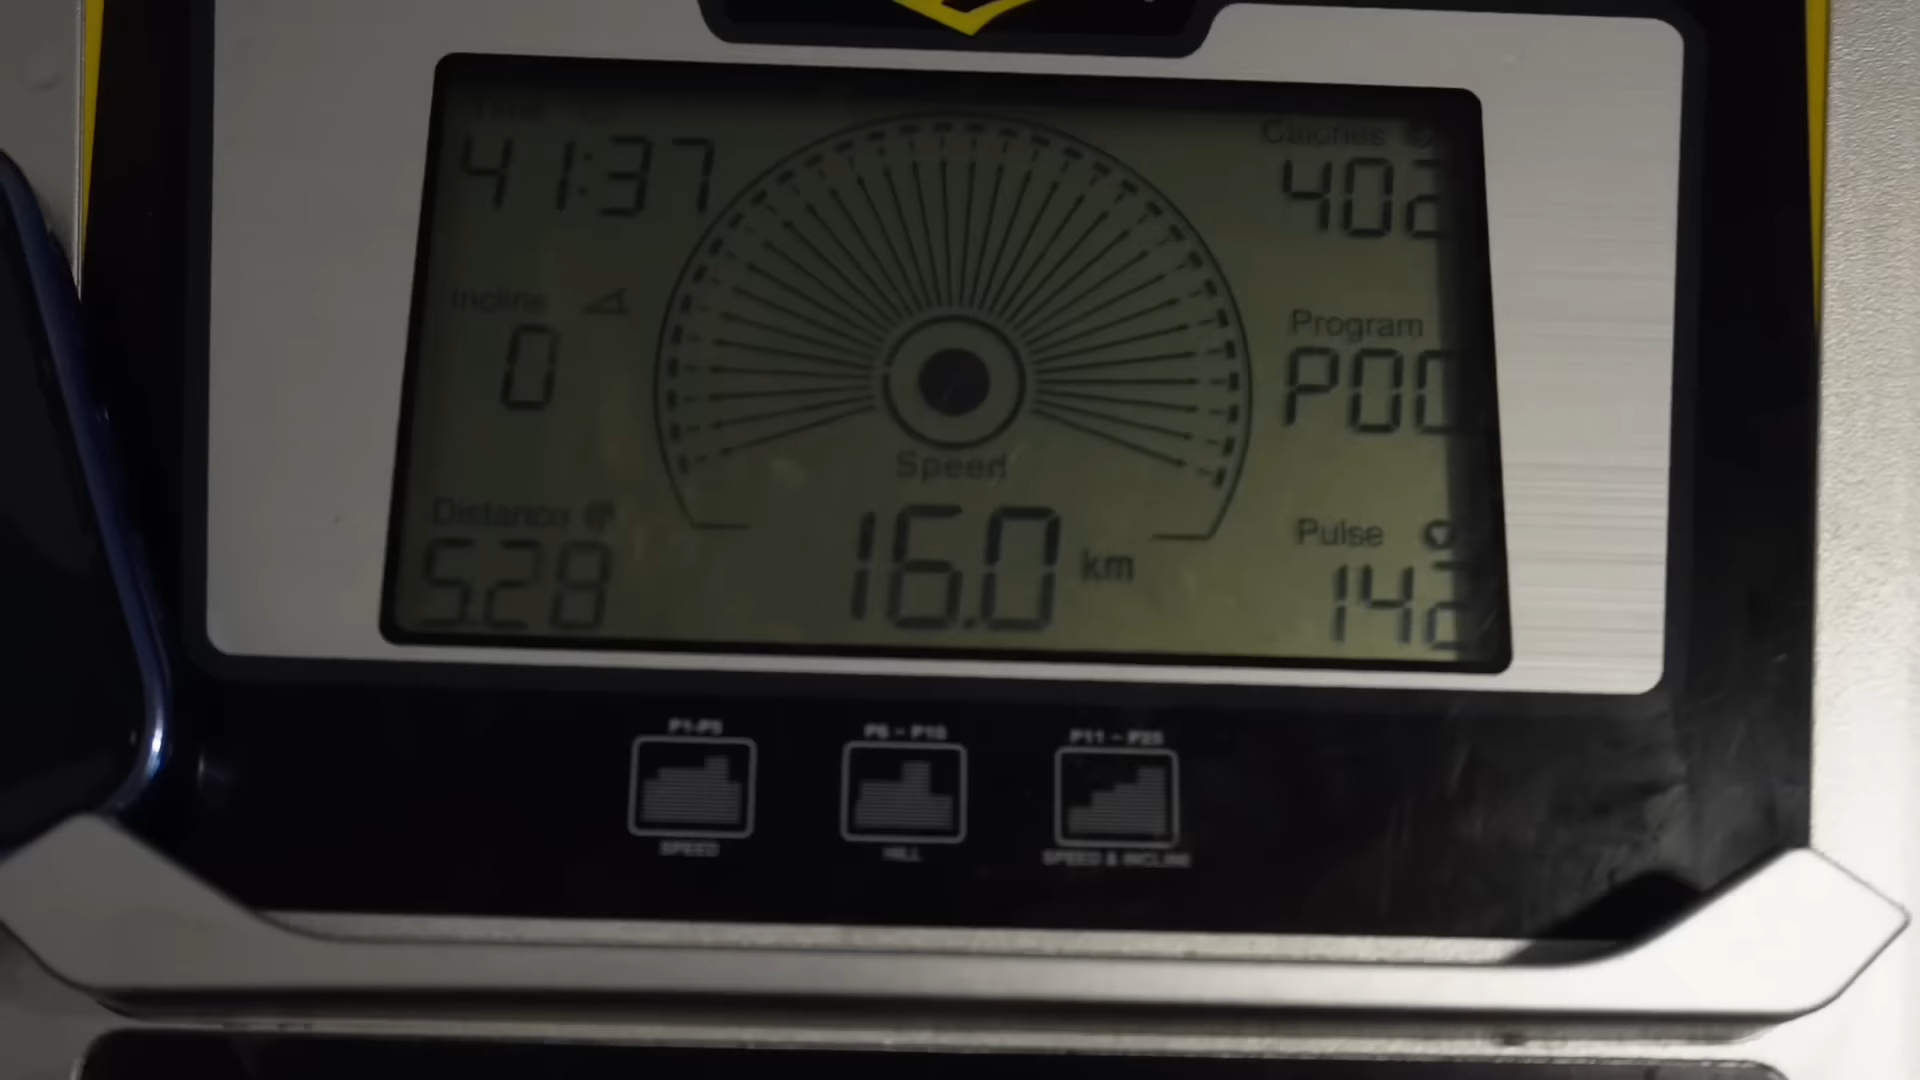 Time
41:37
Calories
402
Incline
0
Program
P00
Speed
16.0 km
Distance
5.28
Pulse
142
P1-P5
P6 - P10
P11 - P25
SPEED
HILL
SPEED & INCLINE